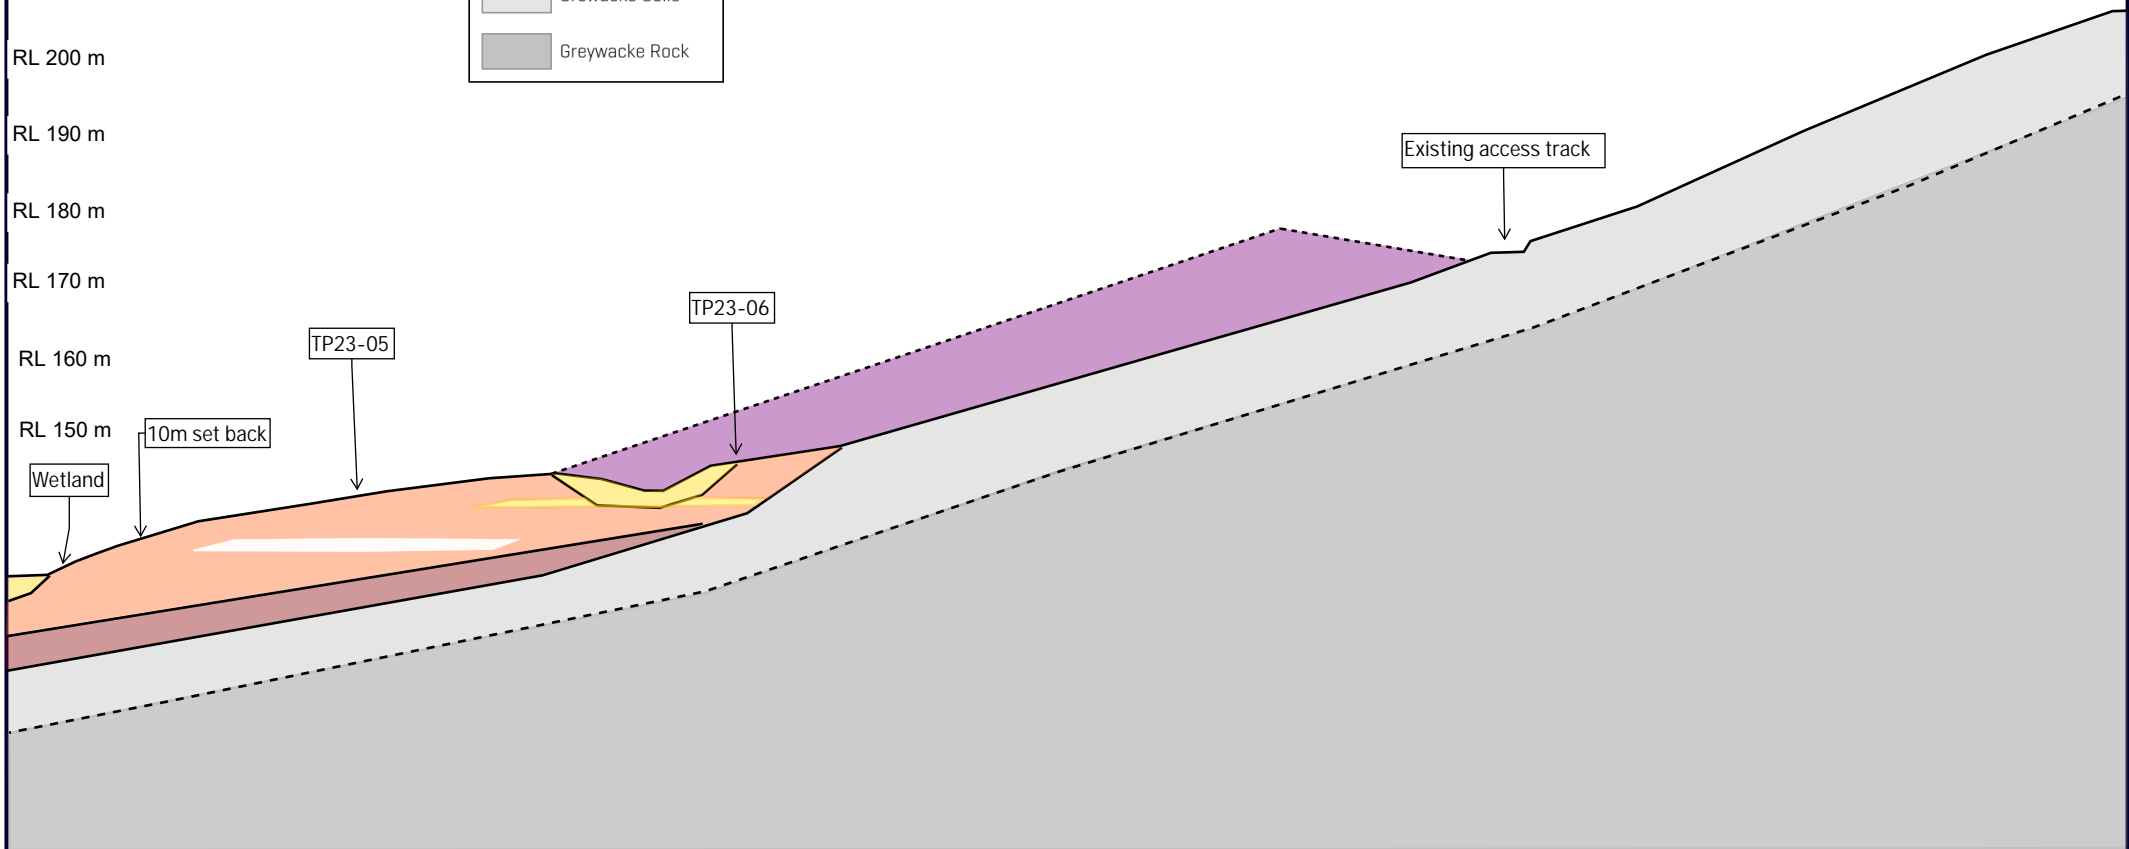 Greywacke Rock
RL 200 m
RL 190 m
Existing access track
RL 180 m
RL 170 m
TP23-06
TP23-05
RL 160 m
RL 150 m
10m set back
Wetland